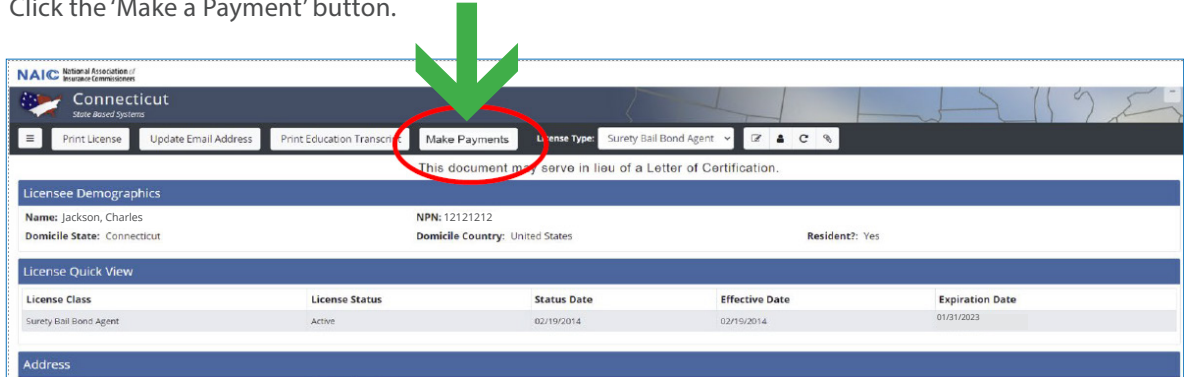 Click the ‘Make a Payment’ button.
NAIC National Association of Insurance Commissioners
Connecticut
State Based Systems
Print License Update Email Address Print Education Transcript Make Payments License Type: Surety Bail Bond Agent
This document may serve in lieu of a Letter of Certification.
Licensee Demographics
Name: Jackson, Charles NPN: 12121212
Domicile State: Connecticut Domicile Country: United States Resident?: Yes
License Quick View
License Class License Status Status Date Effective Date Expiration Date
Surety Bail Bond Agent Active 02/19/2014 02/19/2014 01/31/2023
Address